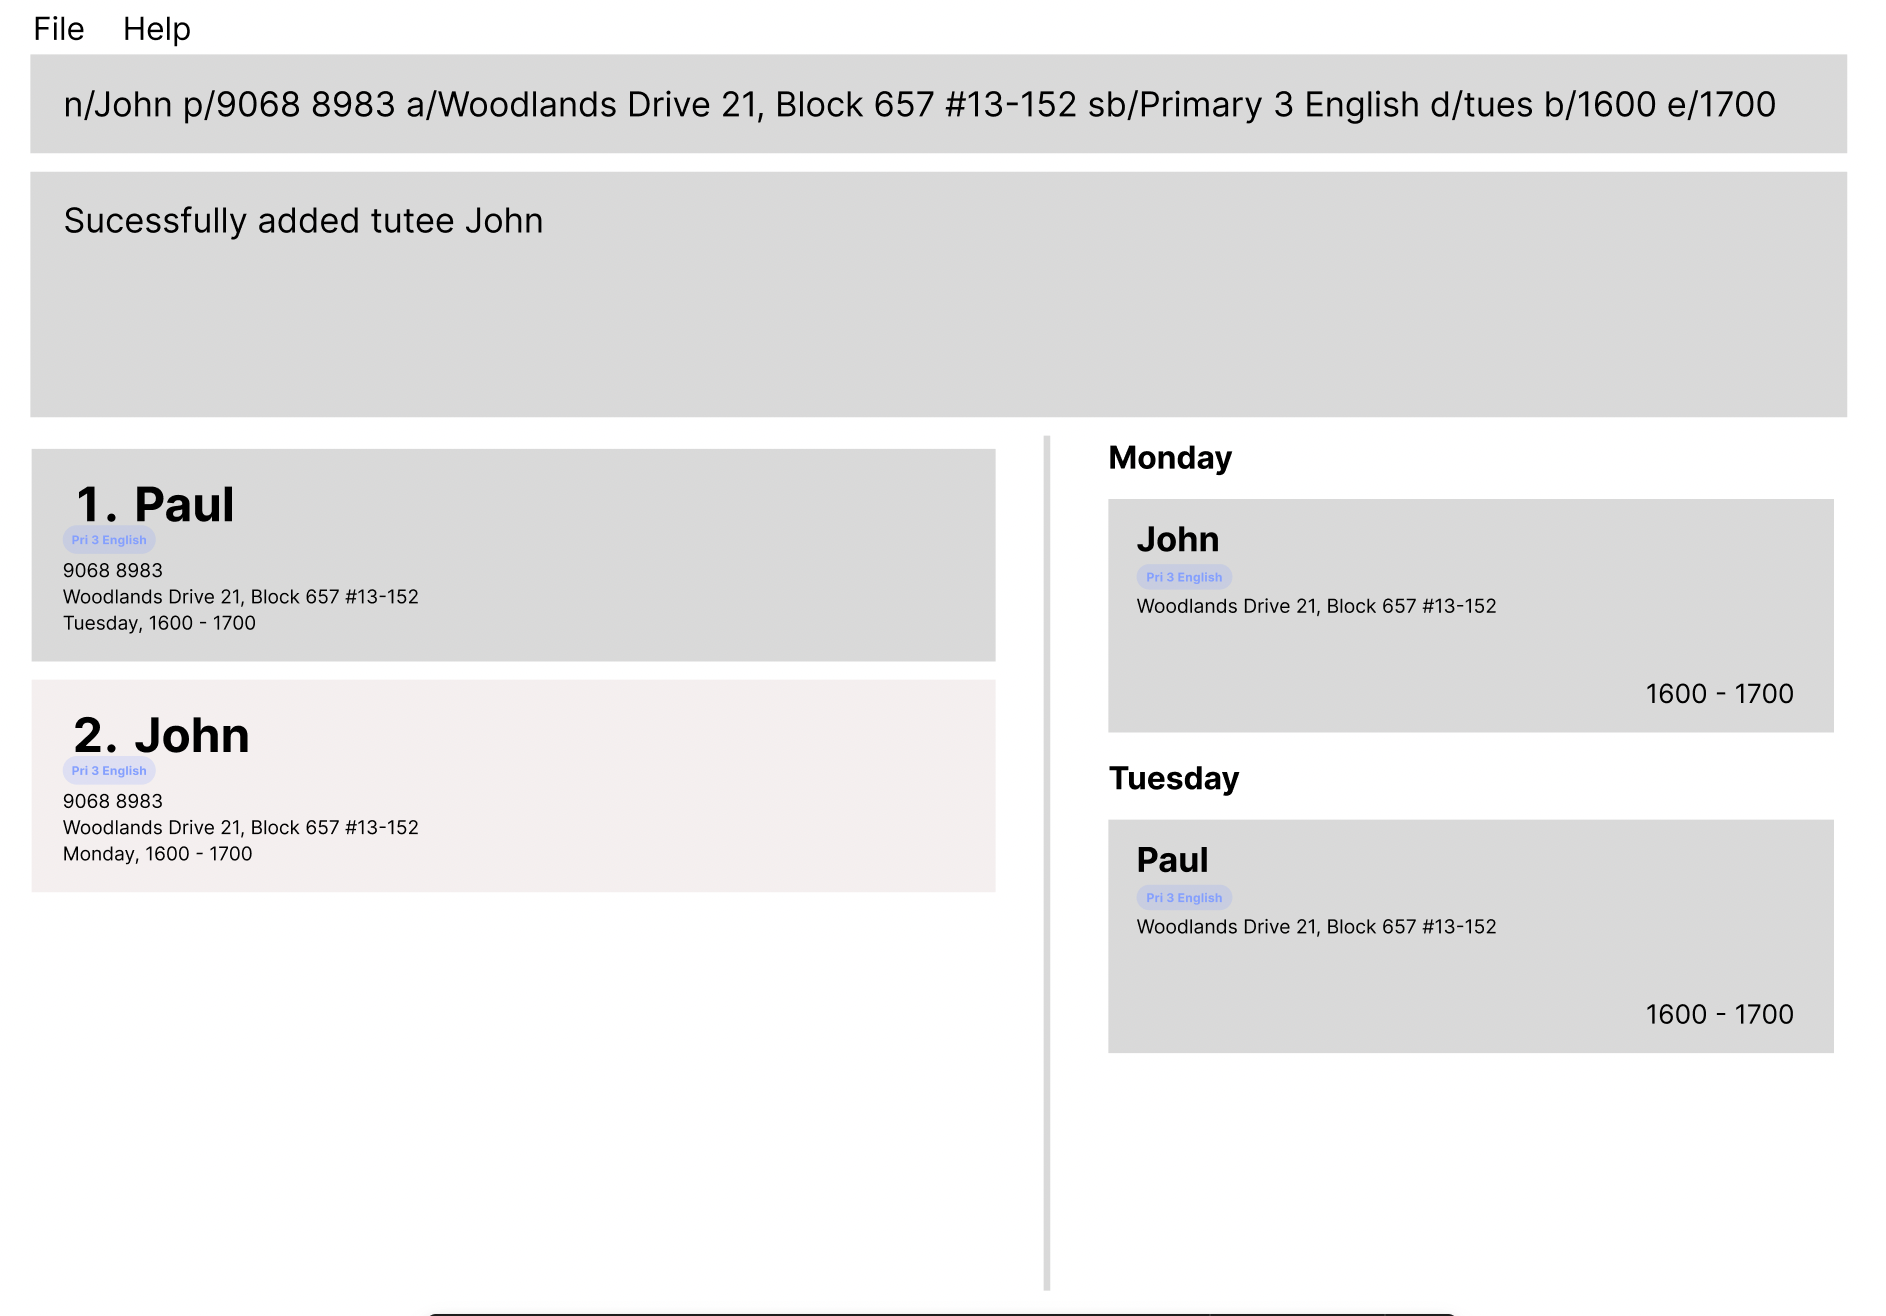 File Help
n/John p/9068 8983 a/Woodlands Drive 21, Block 657 #13-152 sb/Primary 3 English d/tues b/1600 e/1700
Sucessfully added tutee John
1. Paul
Pri 3 English
9068 8983
Woodlands Drive 21, Block 657 #13-152
Tuesday, 1600 - 1700
2. John
Pri 3 English
9068 8983
Woodlands Drive 21, Block 657 #13-152
Monday, 1600 - 1700
Monday
John
Pri 3 English
Woodlands Drive 21, Block 657 #13-152
1600 - 1700
Tuesday
Paul
Pri 3 English
Woodlands Drive 21, Block 657 #13-152
1600 - 1700